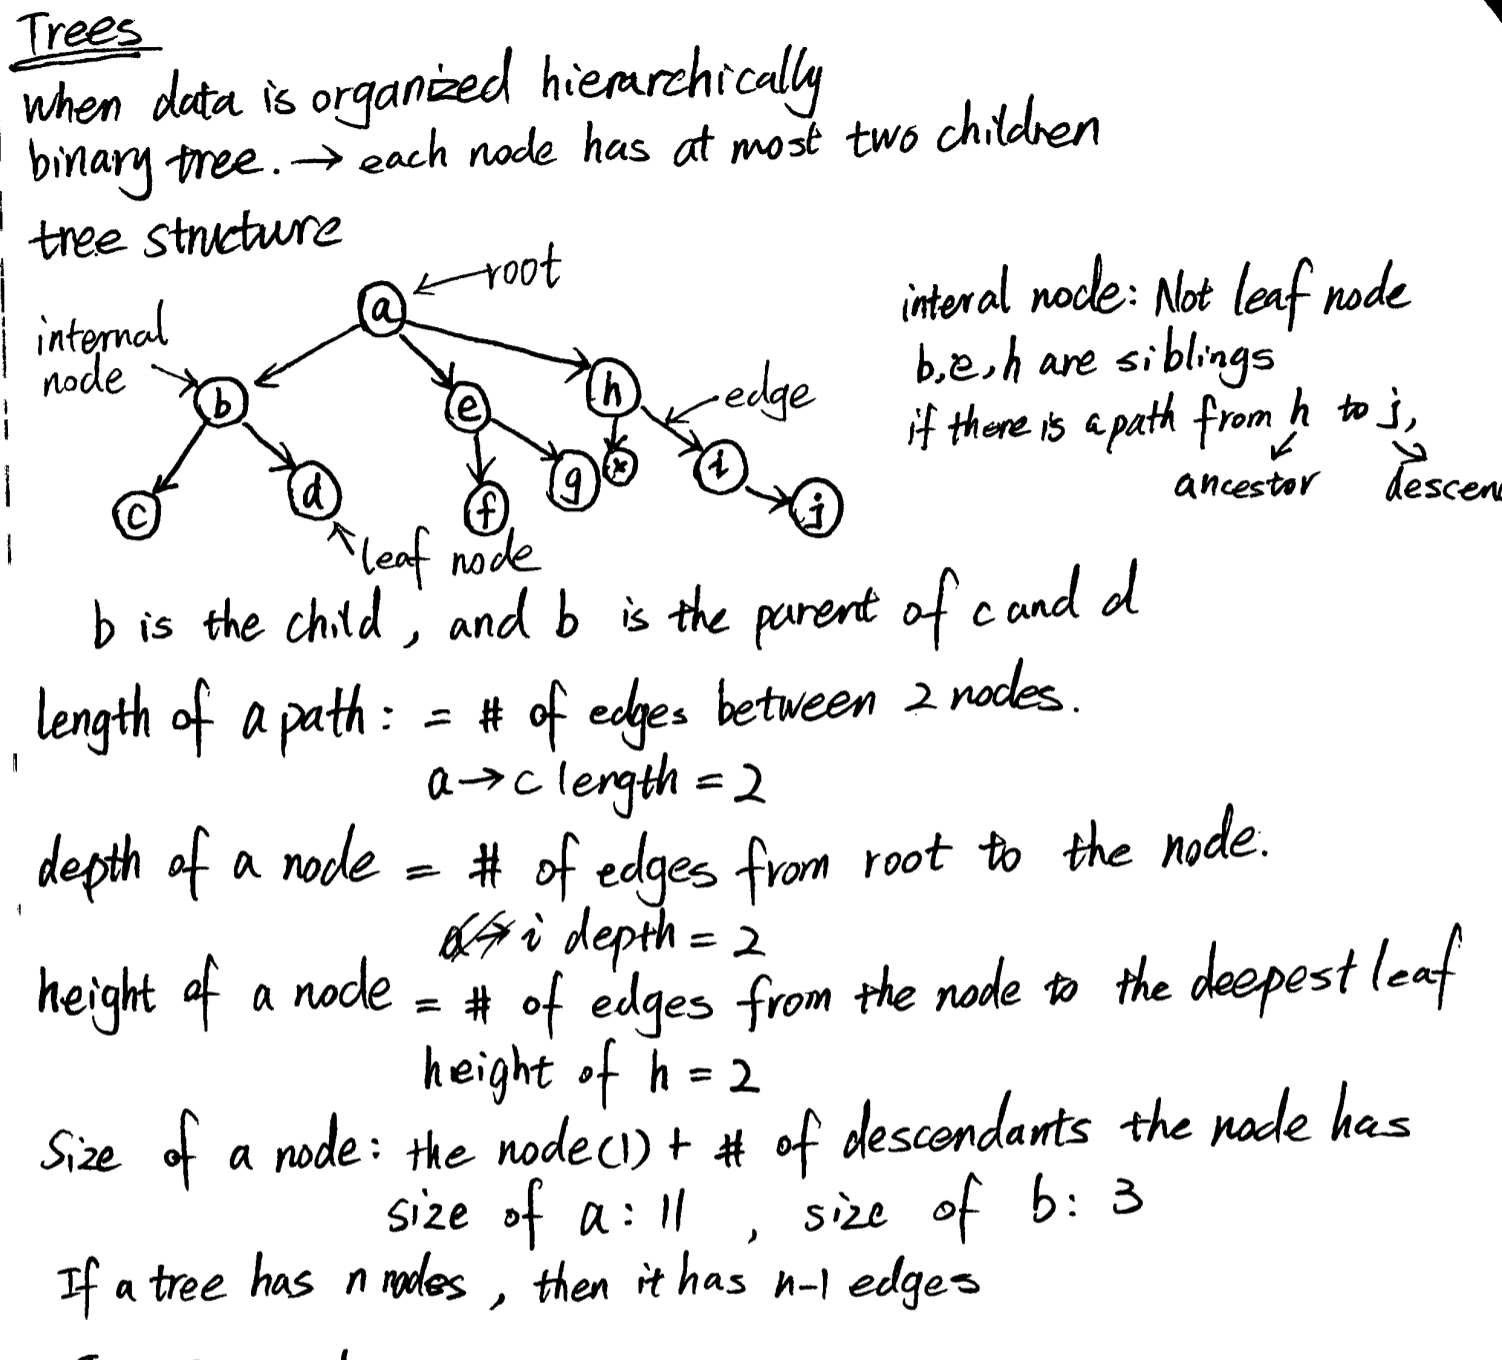 Trees
when data is organized hierarchically
binary tree. → each node has at most two children
tree structure
root
a
internal
node
b
e
h
edge
c
d
f
g
x
i
j
leaf node
interal node: Not leaf node
b,e,h are siblings
if there is a path from h to j,
ancestor descen
b is the child, and b is the parent of c and d
length of a path: = # of edges between 2 nodes.
a→c length = 2
depth of a node = # of edges from root to the node.
i depth = 2
height of a node = # of edges from the node to the deepest leaf
height of h = 2
Size of a node: the node(1) + # of descendants the node has
size of a: 11 , size of b: 3
If a tree has n nodes, then it has n-1 edges